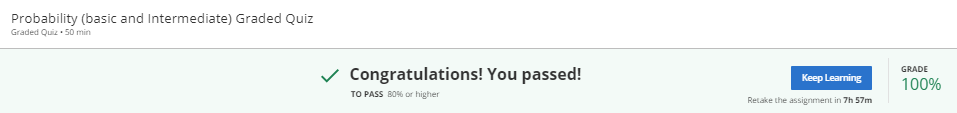 Probability (basic and Intermediate) Graded Quiz
Graded Quiz • 50 min
Congratulations! You passed!
TO PASS 80% or higher
Keep Learning
Retake the assignment in 7h 57m
GRADE
100%